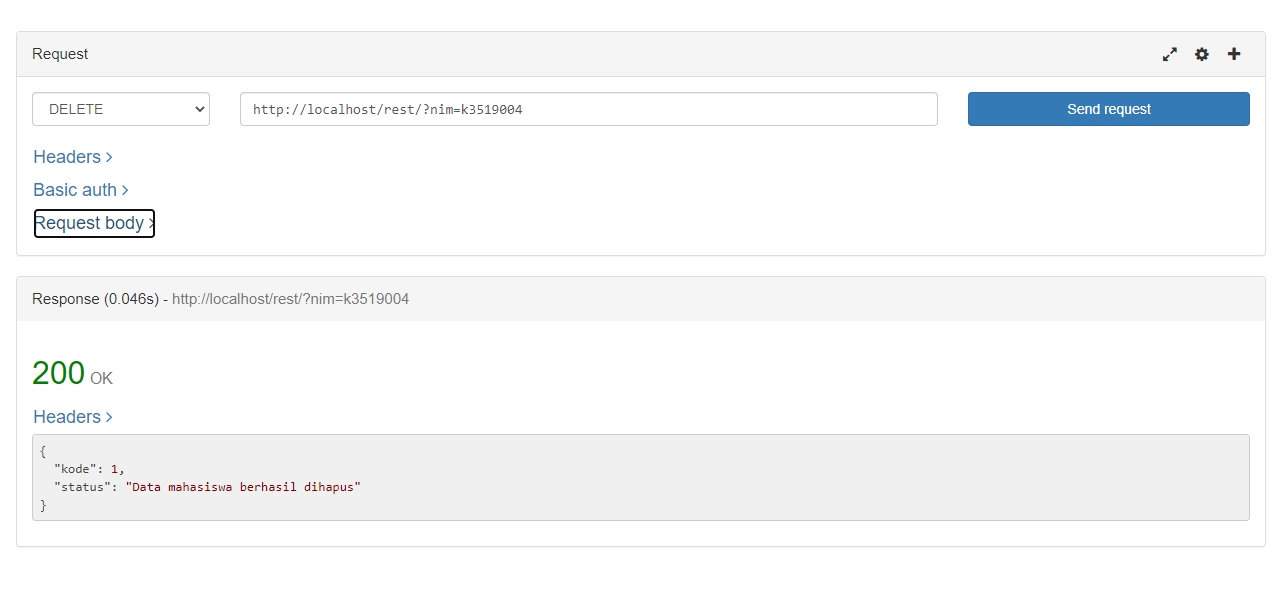 Request
DELETE
http://localhost/rest/?nim=k3519004
Send request
Headers
Basic auth
Request body
Response (0.046s) - http://localhost/rest/?nim=k3519004
200 OK
Headers
{
"kode": 1,
"status": "Data mahasiswa berhasil dihapus"
}